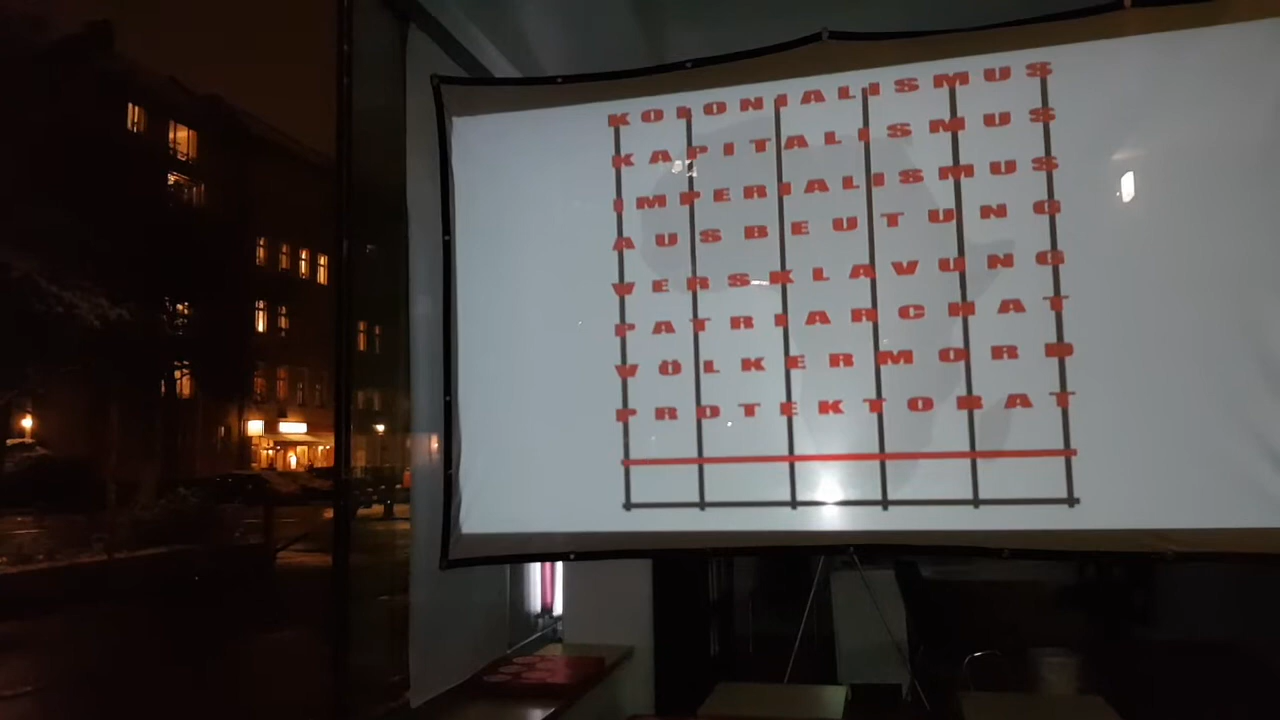 KOLONIALISMUS
KAPITALISMUS
IMPERIALISMUS
AUSBEUTUNG
VERSKLAVUNG
PATRIARCHAT
VÖLKERMORD
PROTEKTORAT